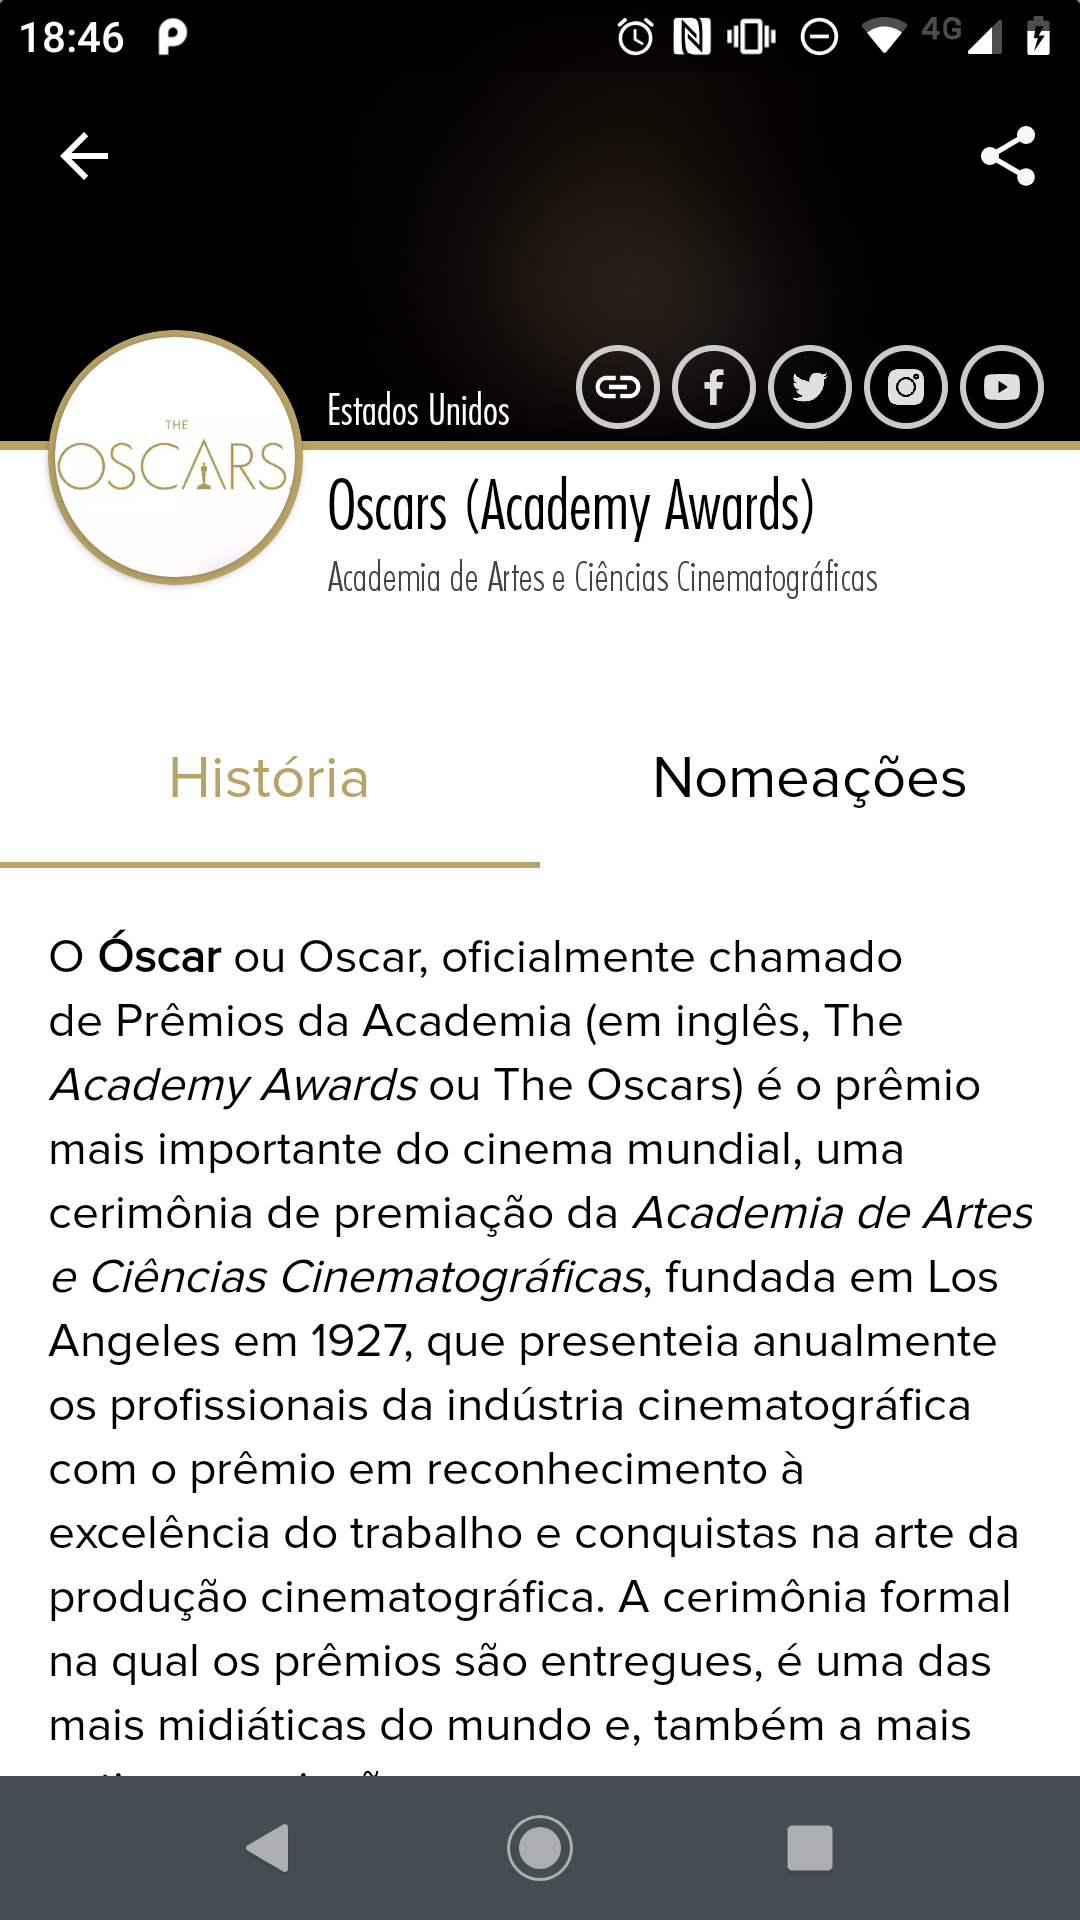 18:46
4G
Estados Unidos
THE
OSCARS
Oscars (Academy Awards)
Academia de Artes e Ciências Cinematográficas
História
Nomeações
O Óscar ou Oscar, oficialmente chamado
de Prêmios da Academia (em inglês, The
Academy Awards ou The Oscars) é o prêmio
mais importante do cinema mundial, uma
cerimônia de premiação da Academia de Artes
e Ciências Cinematográficas, fundada em Los
Angeles em 1927, que presenteia anualmente
os profissionais da indústria cinematográfica
com o prêmio em reconhecimento à
excelência do trabalho e conquistas na arte da
produção cinematográfica. A cerimônia formal
na qual os prêmios são entregues, é uma das
mais midiáticas do mundo e, também a mais